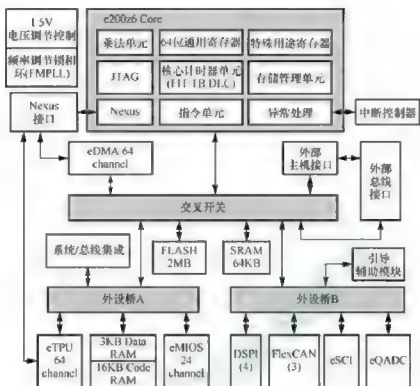 1 5V
电压调节控制
频率调节锁相
环(FMPLL)
e200z6 Core
乘法单元
64位通用寄存器
特殊用途寄存器
JTAG
核心计时器单元
存储管理单元
Nexus
指令单元
异常处理
Nexus
接口
中断控制器
eDMA 64
channel
外部
主机接口
外部
总线
接口
交叉开关
系统/总线集成
FLASH
2MB
SRAM
64KB
引导
辅助模块
外设桥A
外设桥B
eTPU
64
channel
3KB Data
RAM
16KB Code
RAM
eMIOS
24
channel
DSPI
(4)
FlexCAN
(3)
eSCI
eQADC